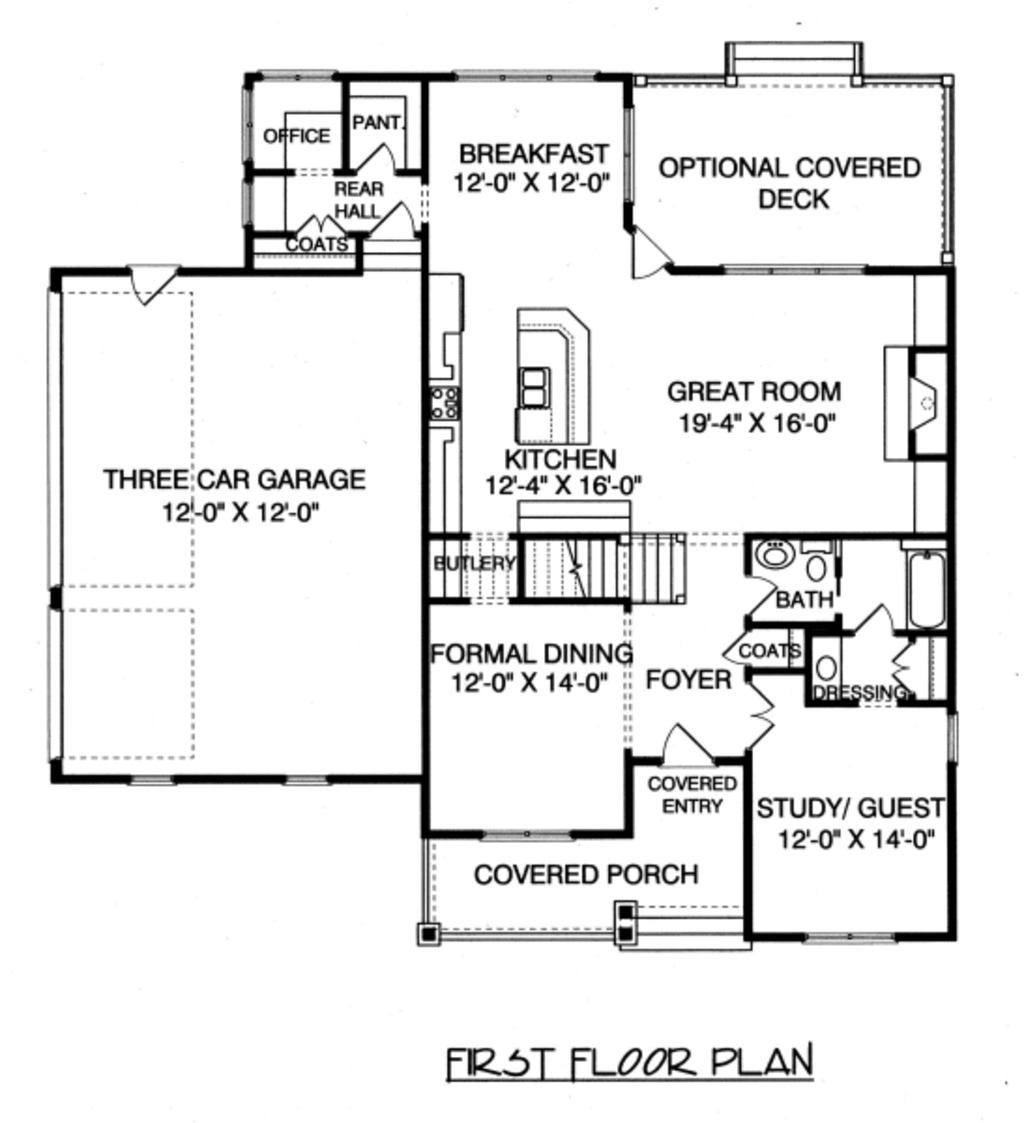 OFFICE
PANT.
BREAKFAST
12'-0" X 12'-0"
OPTIONAL COVERED
DECK
REAR
HALL
COATS
GREAT ROOM
19'-4" X 16'-0"
THREE CAR GARAGE
12'-0" X 12'-0"
KITCHEN
12'-4" X 16'-0"
BUTLERY
BATH
FORMAL DINING
12'-0" X 14'-0"
FOYER
COATS
DRESSING
COVERED
ENTRY
STUDY/ GUEST
12'-0" X 14'-0"
COVERED PORCH
FIRST FLOOR PLAN